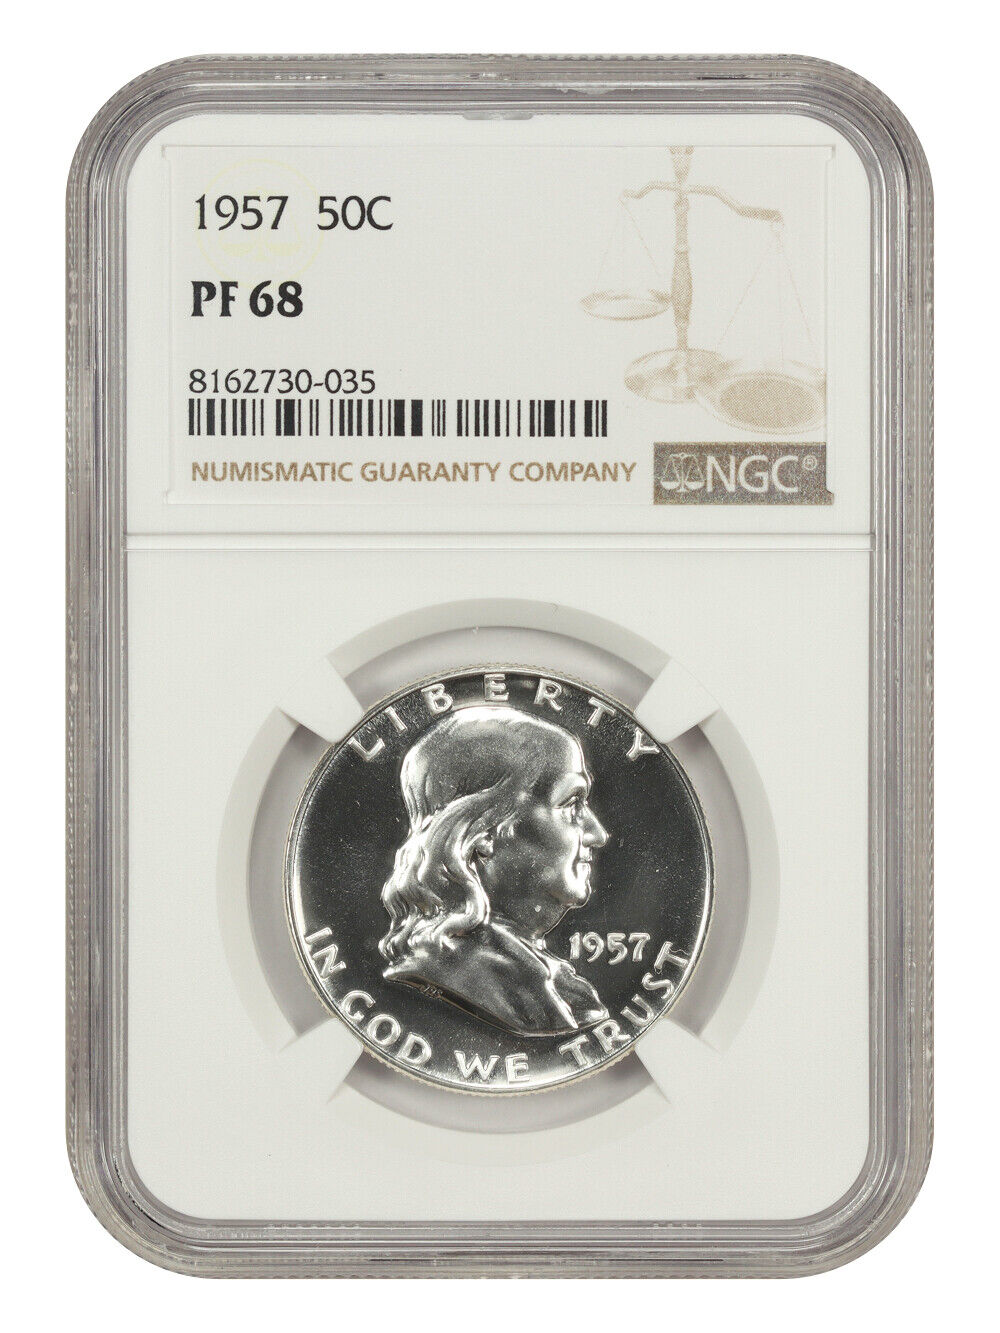 1957 50C
PF 68
8162730-035
NUMISMATIC GUARANTY COMPANY
NGC®
LIBERTY
1957
IN GOD WE TRUST